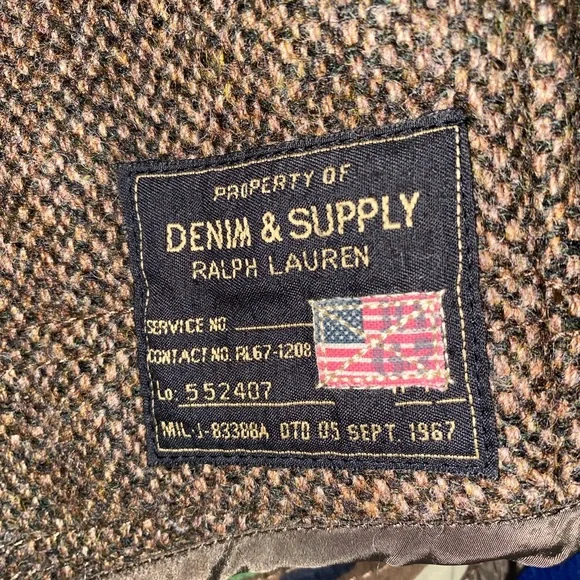 PROPERTY OF
DENIM & SUPPLY
RALPH LAUREN
SERVICE NO.
CONTACT NO. RL67-1208
Lo: 552407
MIL-J-83388A DTD 05 SEPT. 1967